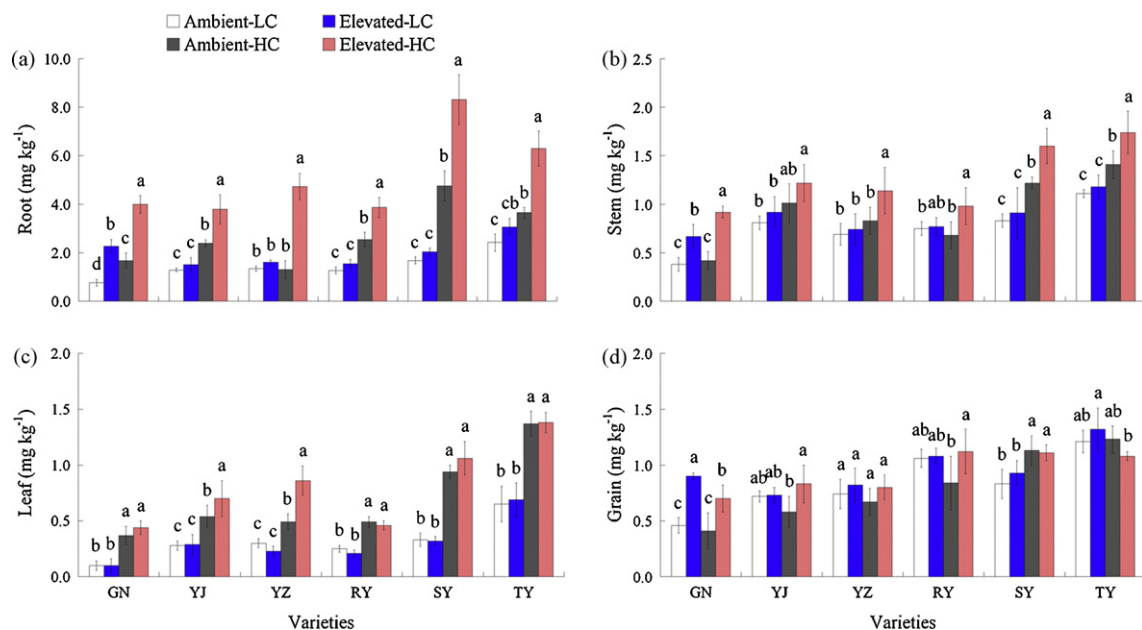 Ambient-LC Elevated-LC
Ambient-HC Elevated-HC
(a)
10.0
8.0
6.0
4.0
2.0
0.0
Root (mg kg-1)
d b c a
c c b a
b b b a
c c b a
c c b a
c cb b a
(b)
2.5
2.0
1.5
1.0
0.5
0.0
Stem (mg kg-1)
c b c a
b b ab a
b b b a
b ab b a
c c b a
c c b a
(c)
2.0
1.5
1.0
0.5
0.0
Leaf (mg kg-1)
b b a a
c c b a
c c b a
b b a a
b b a a
b b a a
GN YJ YZ RY SY TY
Varieties
(d)
2.0
1.5
1.0
0.5
0.0
Grain (mg kg-1)
c a c b
ab ab b a
a a a a
ab ab b a
b b a a
ab a ab b
GN YJ YZ RY SY TY
Varieties